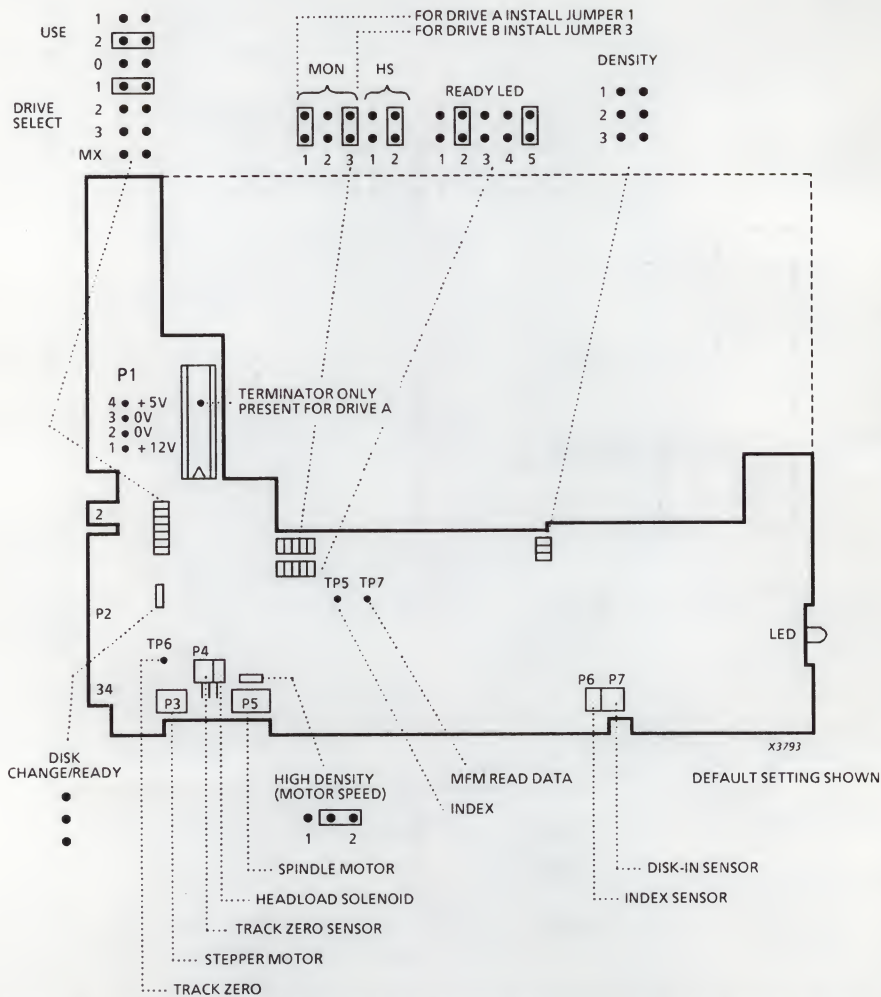 FOR DRIVE A INSTALL JUMPER 1
FOR DRIVE B INSTALL JUMPER 3
USE
1
2
DRIVE
SELECT
0
1
2
3
MX
MON
1 2 3
HS
1 2
READY LED
1 2 3 4 5
DENSITY
1
2
3
P1
4 +5V
3 0V
2 0V
1 +12V
TERMINATOR ONLY
PRESENT FOR DRIVE A
2
P2
34
TP5 TP7
TP6
P4
P3
P5
P6 P7
LED
X3793
DEFAULT SETTING SHOWN
DISK
CHANGE/READY
HIGH DENSITY
(MOTOR SPEED)
1 2
MFM READ DATA
INDEX
SPINDLE MOTOR
HEADLOAD SOLENOID
TRACK ZERO SENSOR
STEPPER MOTOR
TRACK ZERO
DISK-IN SENSOR
INDEX SENSOR